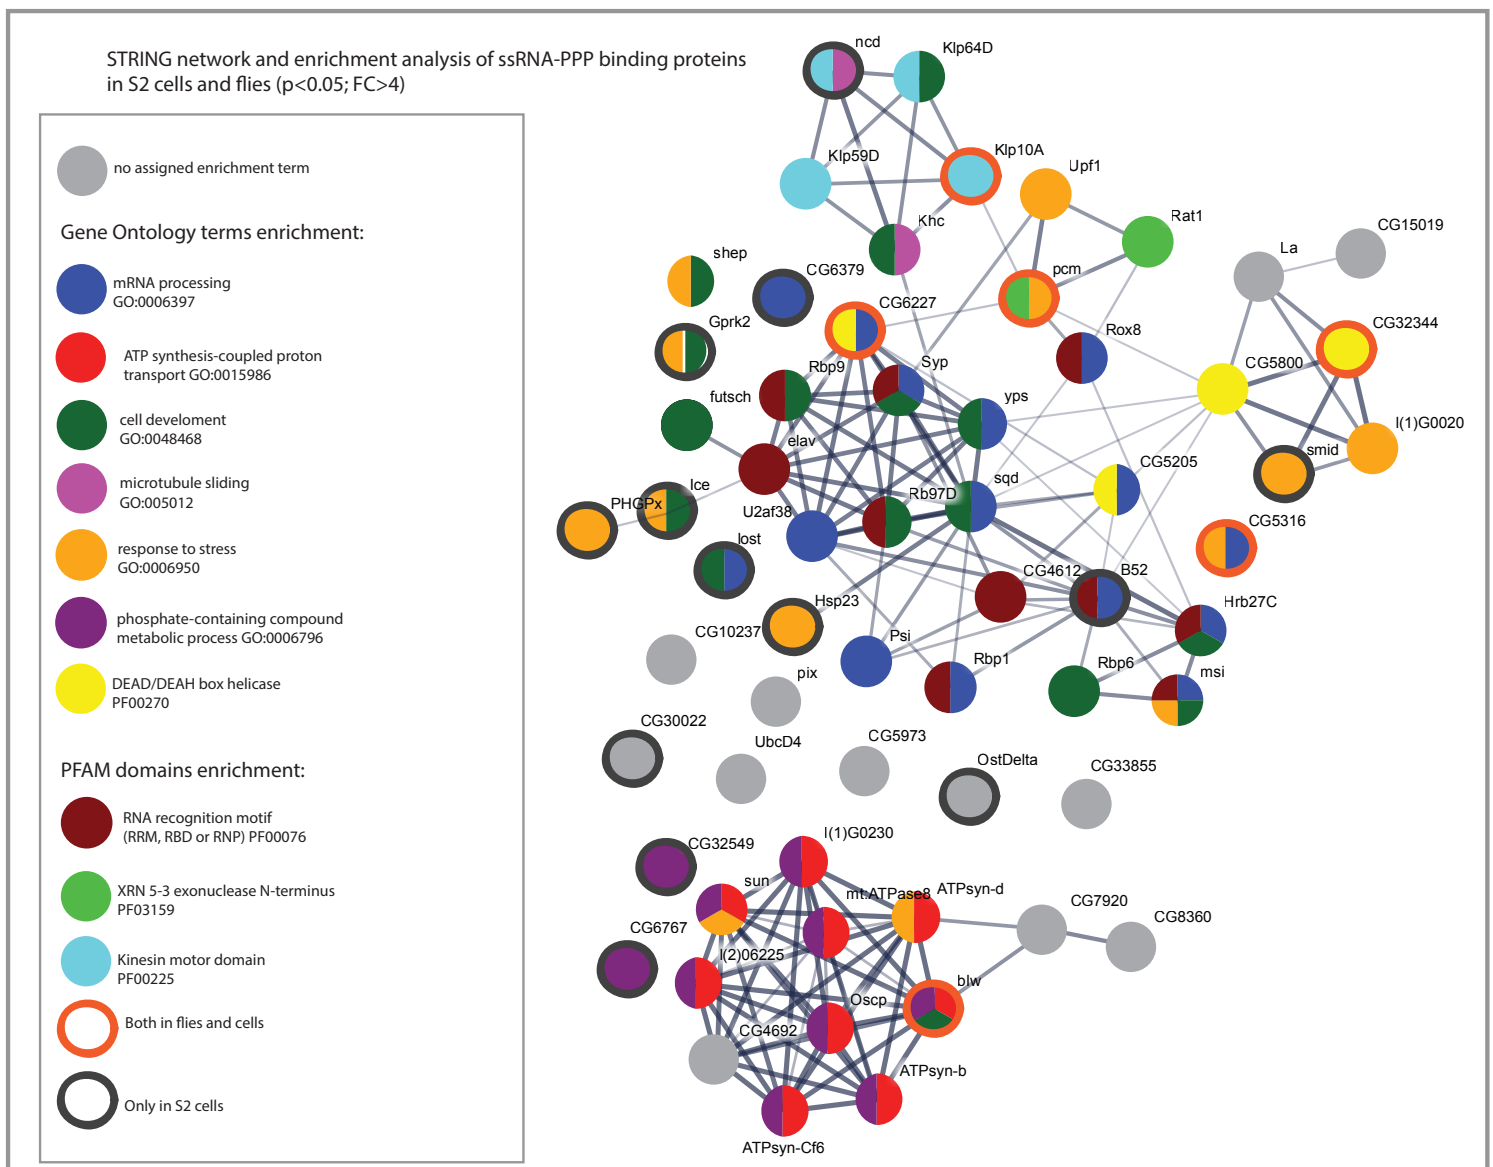 STRING network and enrichment analysis of ssRNA-PPP binding proteins
in S2 cells and flies (p<0.05; FC>4)
no assigned enrichment term
Gene Ontology terms enrichment:
mRNA processing
GO:0006397
ATP synthesis-coupled proton
transport GO:0015986
cell develoment
GO:0048468
microtubule sliding
GO:005012
response to stress
GO:0006950
phosphate-containing compound
metabolic process GO:0006796
DEAD/DEAH box helicase
PF00270
PFAM domains enrichment:
RNA recognition motif
(RRM, RBD or RNP) PF00076
XRN 5-3 exonuclease N-terminus
PF03159
Kinesin motor domain
PF00225
Both in flies and cells
Only in S2 cells
ncd
Klp64D
Klp59D
Klp10A
Upf1
Khc
Rat1
CG15019
La
shep
CG6379
pcm
CG6227
Gprk2
Rox8
CG32344
Rbp9
Syp
CG5800
futsch
yps
l(1)G0020
elav
smid
CG5205
PHGPx
Ice
U2af38
Rb97D
sqd
CG5316
lost
CG4612
B52
Hsp23
Hrb27C
CG10237
Psi
Rbp1
Rbp6
msi
pix
CG30022
UbcD4
CG5973
OstDelta
CG33855
CG32549
l(1)G0230
sun
mt:ATPase8
ATPsyn-d
CG7920
CG8360
CG6767
l(2)06225
blw
Oscp
CG4692
ATPsyn-b
ATPsyn-Cf6